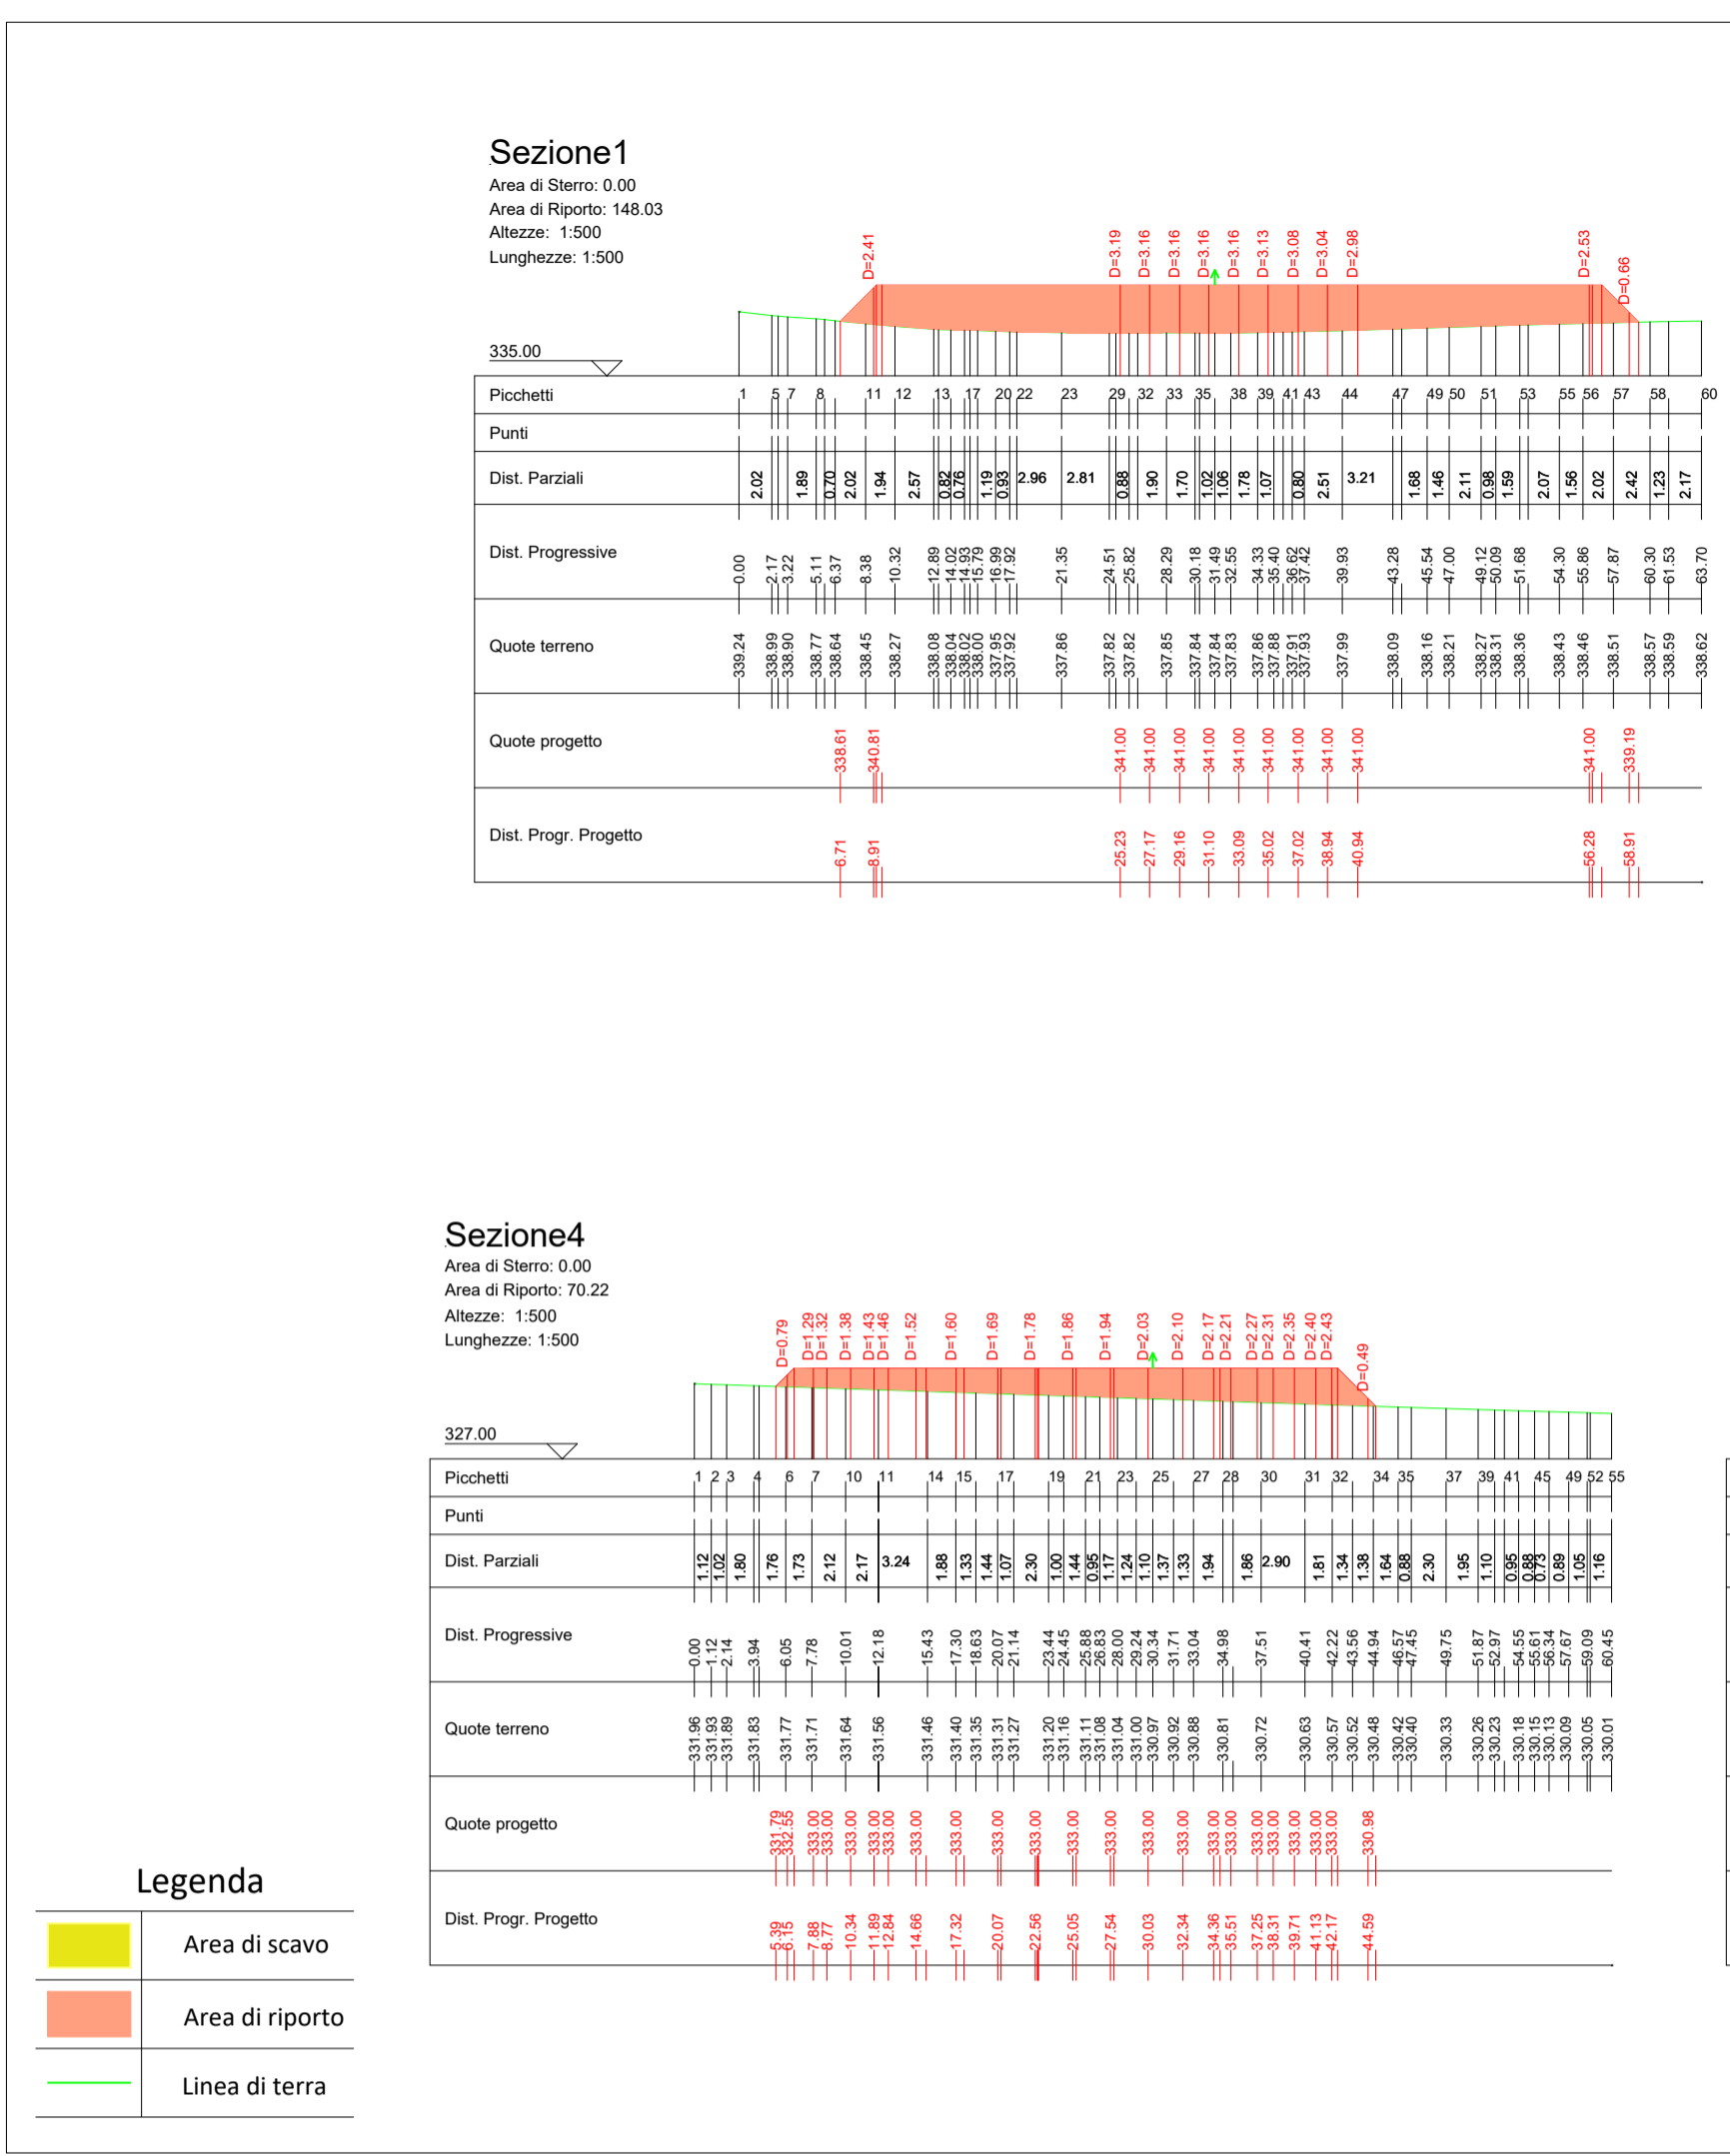 Sezione1
Area di Sterro: 0.00
Area di Riporto: 148.03
Altezze: 1:500
Lunghezze: 1:500
D=2.41 D=3.19 D=3.16 D=3.16 D=3.16 D=3.16 D=3.13 D=3.08 D=3.04 D=2.98 D=2.53 D=0.66
335.00
Picchetti 1 5 7 8 11 12 13 17 20 22 23 29 32 33 35 38 39 41 43 44 47 49 50 51 53 55 56 57 58 60
Punti
Dist. Parziali 2.02 1.89 0.70 2.02 1.94 2.57 0.82 0.76 1.19 0.93 2.96 2.81 0.88 1.90 1.70 1.02 1.06 1.78 1.07 0.80 2.51 3.21 1.68 1.46 2.11 0.98 1.59 2.07 1.56 2.02 2.42 1.23 2.17
Dist. Progressive 0.00 2.17 3.22 5.11 6.37 8.38 10.32 12.89 14.02 14.93 15.79 16.99 17.92 21.35 24.51 25.82 28.29 30.18 31.49 32.55 34.33 35.40 36.62 37.42 39.93 43.28 45.54 47.00 49.12 50.09 51.68 54.30 55.86 57.87 60.30 61.53 63.70
Quote terreno 339.24 338.99 338.90 338.77 338.64 338.45 338.27 338.08 338.04 338.02 338.00 337.95 337.92 337.86 337.82 337.82 337.85 337.84 337.84 337.83 337.86 337.88 337.91 337.93 337.99 338.09 338.16 338.21 338.27 338.31 338.36 338.43 338.46 338.51 338.57 338.59 338.62
Quote progetto 338.61 340.81 341.00 341.00 341.00 341.00 341.00 341.00 341.00 341.00 341.00 341.00 339.19
Dist. Progr. Progetto 6.71 8.91 25.23 27.17 29.16 31.10 33.09 35.02 37.02 38.94 40.94 56.28 58.91
Sezione4
Area di Sterro: 0.00
Area di Riporto: 70.22
Altezze: 1:500
Lunghezze: 1:500
D=0.79 D=1.29 D=1.32 D=1.38 D=1.43 D=1.46 D=1.52 D=1.60 D=1.69 D=1.78 D=1.86 D=1.94 D=2.03 D=2.10 D=2.17 D=2.21 D=2.27 D=2.31 D=2.35 D=2.40 D=2.43 D=0.49
327.00
Picchetti 1 2 3 4 6 7 10 11 14 15 17 19 21 23 25 27 28 30 31 32 34 35 37 39 41 45 49 52 55
Punti
Dist. Parziali 1.12 1.02 1.80 1.76 1.73 2.12 2.17 3.24 1.88 1.33 1.44 1.07 2.30 1.00 1.44 0.95 1.17 1.24 1.10 1.37 1.33 1.94 1.86 2.90 1.81 1.34 1.38 1.64 0.88 2.30 1.95 1.10 0.95 0.88 0.73 0.89 1.05 1.16
Dist. Progressive 0.00 1.12 2.14 3.94 6.05 7.78 10.01 12.18 15.43 17.30 18.63 20.07 21.14 23.44 24.45 25.88 26.83 28.00 29.24 30.34 31.71 33.04 34.98 37.51 40.41 42.22 43.56 44.94 46.57 47.45 49.75 51.87 52.97 54.55 55.61 56.34 57.67 59.09 60.45
Quote terreno 331.96 331.93 331.89 331.83 331.77 331.71 331.64 331.56 331.46 331.40 331.35 331.31 331.27 331.20 331.16 331.11 331.08 331.04 331.00 330.97 330.92 330.88 330.81 330.72 330.63 330.57 330.52 330.48 330.42 330.40 330.33 330.26 330.23 330.18 330.15 330.13 330.09 330.05 330.01
Quote progetto 331.79 332.55 333.00 333.00 333.00 333.00 333.00 333.00 333.00 333.00 333.00 333.00 333.00 333.00 333.00 333.00 333.00 333.00 333.00 333.00 333.00 333.00 330.98
Dist. Progr. Progetto 5.39 6.15 7.88 8.77 10.34 11.89 12.84 14.66 17.32 20.07 22.56 25.05 27.54 30.03 32.34 34.36 35.51 37.25 38.31 39.71 41.13 42.17 44.59
Legenda
Area di scavo
Area di riporto
Linea di terra